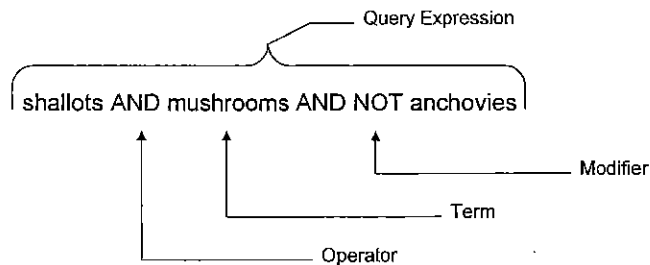 Query Expression
shallots AND mushrooms AND NOT anchovies
Modifier
Term
Operator